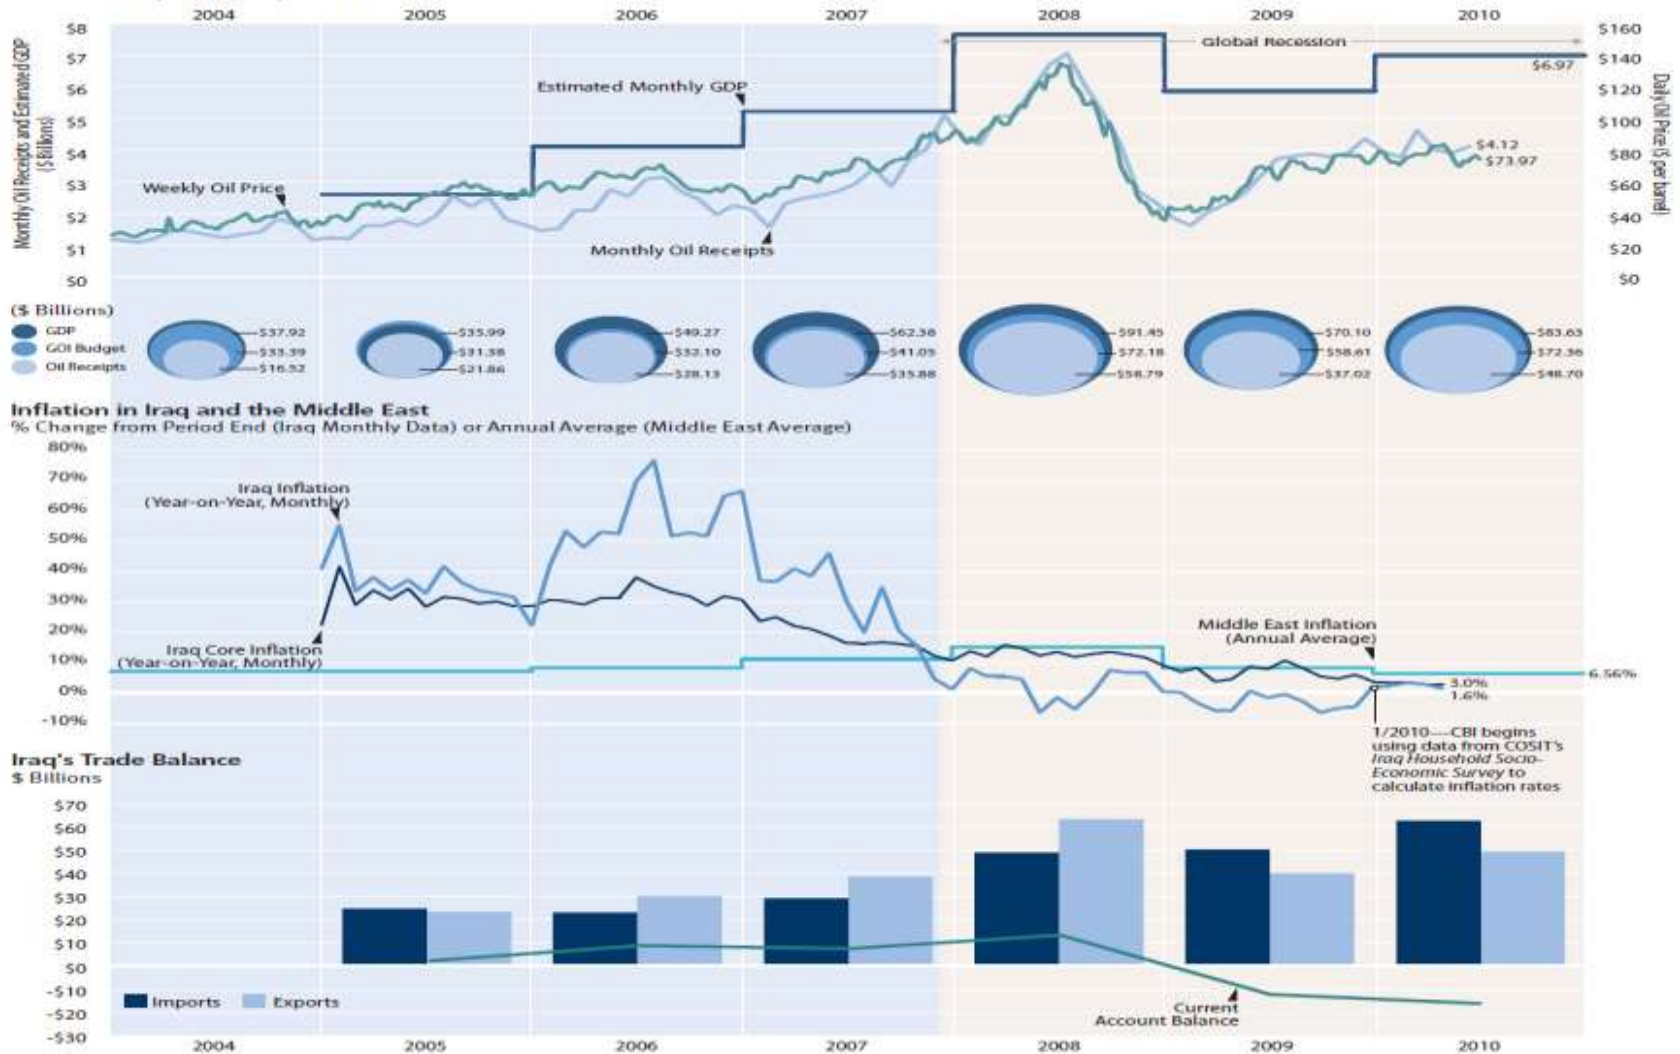 2004 2005 2006 2007 2008 2009 2010
Monthly Oil Receipts and Estimated GDP
($ Billions)
$8
$7
$6
$5
$4
$3
$2
$1
$0
$160
$140
$120
$100
$80
$60
$40
$20
$0
Daily Oil Price ($ per barrel)
Global Recession
$6.97
Estimated Monthly GDP
Weekly Oil Price
Monthly Oil Receipts
$4.12
$73.97
($ Billions)
GDP
GOI Budget
Oil Receipts
$37.92
$33.39
$16.52
$35.99
$31.38
$21.86
$49.27
$32.10
$28.13
$62.38
$41.05
$35.88
$91.45
$72.18
$58.79
$70.10
$58.61
$37.02
$83.63
$72.36
$48.70
Inflation in Iraq and the Middle East
% Change from Period End (Iraq Monthly Data) or Annual Average (Middle East Average)
80%
70%
60%
50%
40%
30%
20%
10%
0%
-10%
Iraq Inflation
(Year-on-Year, Monthly)
Iraq Core Inflation
(Year-on-Year, Monthly)
Middle East Inflation
(Annual Average)
6.56%
3.0%
1.6%
1/2010—CBI begins
using data from COSIT's
Iraq Household Socio-
Economic Survey to
calculate inflation rates
Iraq's Trade Balance
$ Billions
$70
$60
$50
$40
$30
$20
$10
$0
-$10
-$20
-$30
Imports Exports
Current
Account Balance
2004 2005 2006 2007 2008 2009 2010